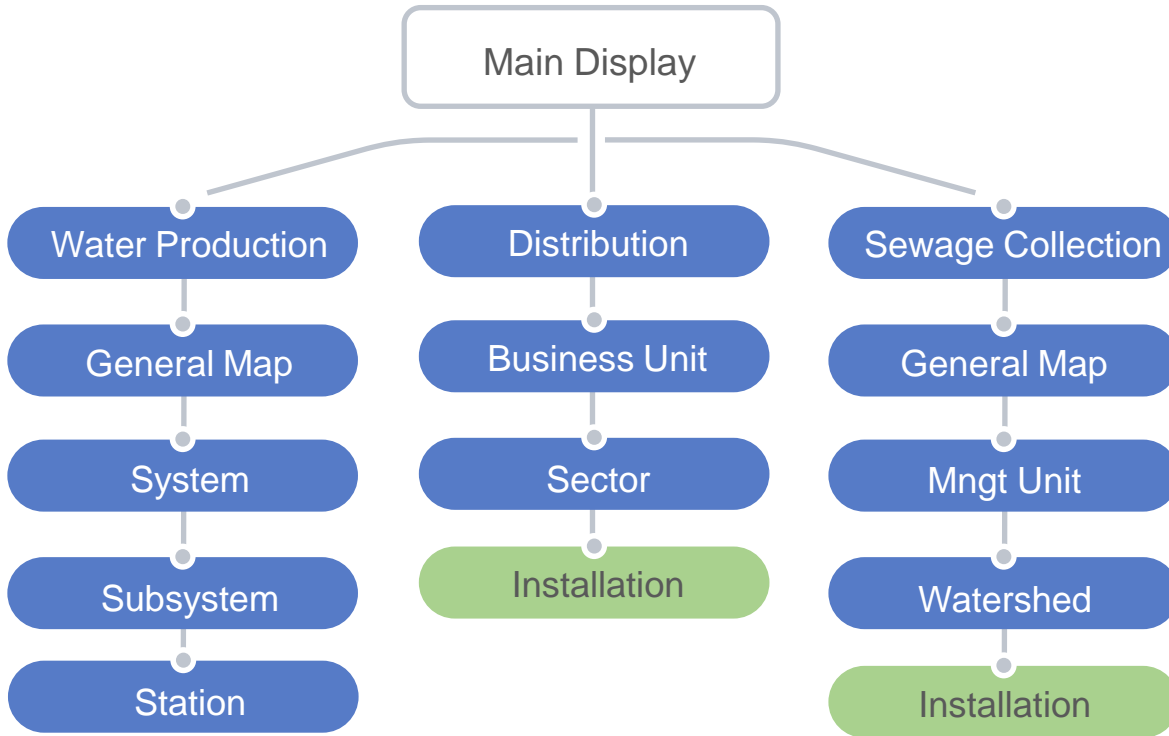 Main Display
Water Production
Distribution
Sewage Collection
General Map
Business Unit
General Map
System
Sector
Mngt Unit
Subsystem
Installation
Watershed
Station
Installation